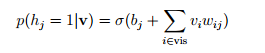 p(h_j = 1|v) = σ(b_j + ∑_{i∈vis} v_i w_{ij})